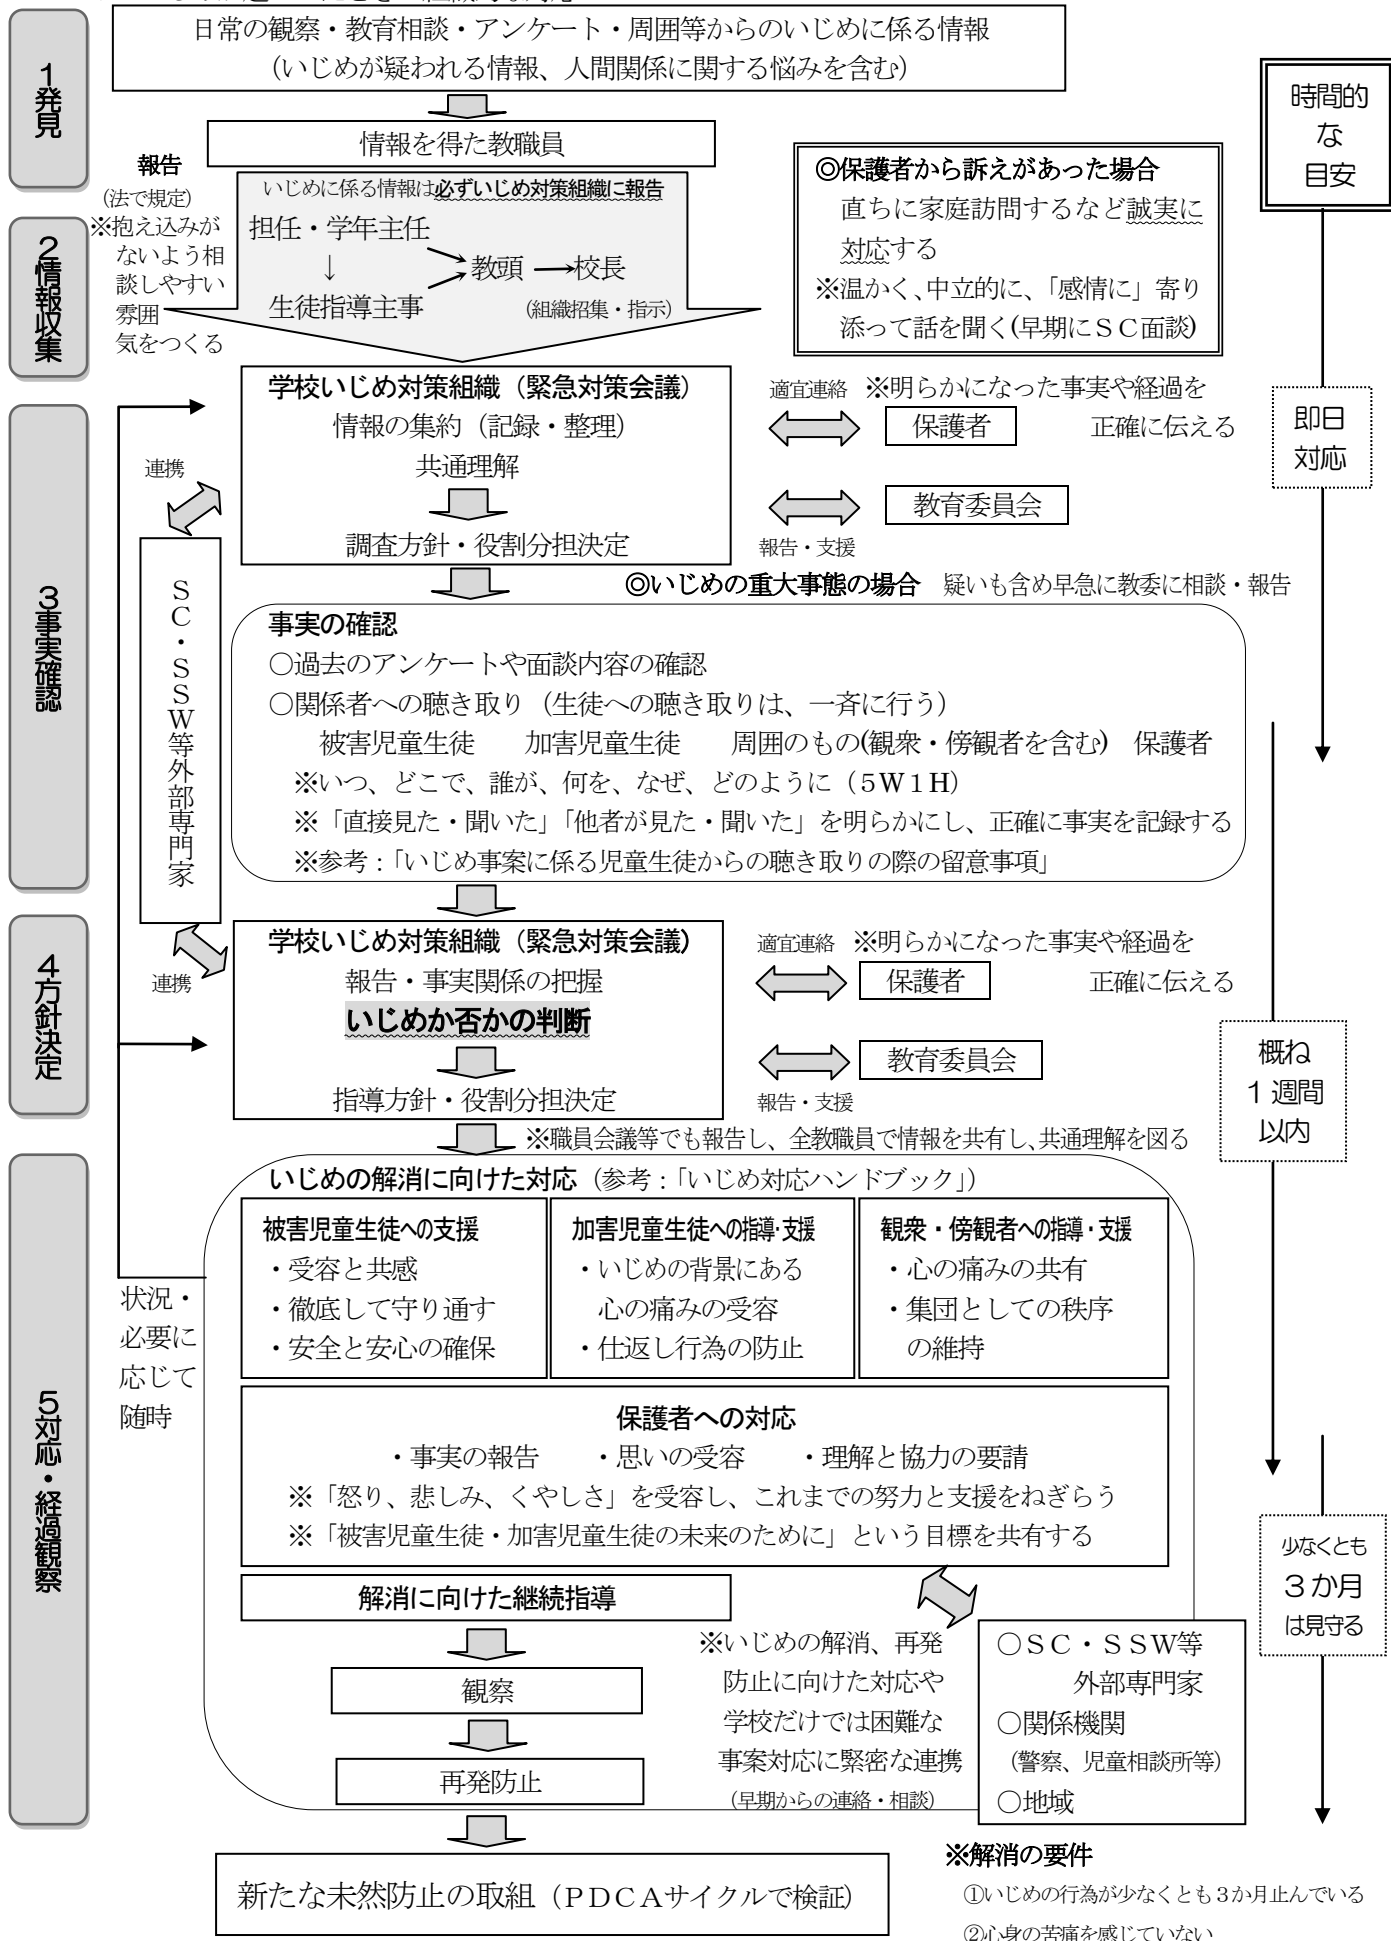 日常の観察・教育相談・アンケート・周囲等からのいじめに係る情報
(いじめが疑われる情報、人間関係に関する悩みを含む)
1発見
情報を得た教職員
時間的
な
目安
報告
(法で規定)
※抱え込みが
ないよう相
談しやすい
雰囲
気をつくる
いじめに係る情報は必ずいじめ対策組織に報告
担任・学年主任
↓
生徒指導主事
教頭
校長
(組織招集・指示)
◎保護者から訴えがあった場合
直ちに家庭訪問するなど誠実に
対応する
※温かく、中立的に、「感情に」寄り
添って話を聞く(早期にSC面談)
2情報収集
学校いじめ対策組織(緊急対策会議)
情報の集約(記録・整理)
共通理解
調査方針・役割分担決定
適宜連絡 ※明らかになった事実や経過を
保護者 正確に伝える
教育委員会
報告・支援
即日
対応
連携
SC・SSW等外部専門家
3事実確認
◎いじめの重大事態の場合 疑いも含め早急に教委に相談・報告
事実の確認
○過去のアンケートや面談内容の確認
○関係者への聴き取り(生徒への聴き取りは、一斉に行う)
被害児童生徒 加害児童生徒 周囲のもの(観衆・傍観者を含む) 保護者
※いつ、どこで、誰が、何を、なぜ、どのように(5W1H)
※「直接見た・聞いた」「他者が見た・聞いた」を明らかにし、正確に事実を記録する
※参考:「いじめ事案に係る児童生徒からの聴き取りの際の留意事項」
4方針決定
連携
学校いじめ対策組織(緊急対策会議)
報告・事実関係の把握
いじめか否かの判断
指導方針・役割分担決定
適宜連絡 ※明らかになった事実や経過を
保護者 正確に伝える
教育委員会
報告・支援
概ね
1週間
以内
※職員会議等でも報告し、全教職員で情報を共有し、共通理解を図る
5対応・経過観察
状況・
必要に
応じて
随時
いじめの解消に向けた対応(参考:「いじめ対応ハンドブック」)
被害児童生徒への支援
・受容と共感
・徹底して守り通す
・安全と安心の確保
加害児童生徒への指導・支援
・いじめの背景にある
心の痛みの受容
・仕返し行為の防止
観衆・傍観者への指導・支援
・心の痛みの共有
・集団としての秩序
の維持
保護者への対応
・事実の報告 ・思いの受容 ・理解と協力の要請
※「怒り、悲しみ、くやしさ」を受容し、これまでの努力と支援をねぎらう
※「被害児童生徒・加害児童生徒の未来のために」という目標を共有する
少なくとも
3か月
は見守る
解消に向けた継続指導
観察
再発防止
※いじめの解消、再発
防止に向けた対応や
学校だけでは困難な
事案対応に緊密な連携
(早期からの連絡・相談)
○SC・SSW等
外部専門家
○関係機関
(警察、児童相談所等)
○地域
新たな未然防止の取組(PDCAサイクルで検証)
※解消の要件
①いじめの行為が少なくとも3か月止んでいる
②心身の苦痛を感じていない